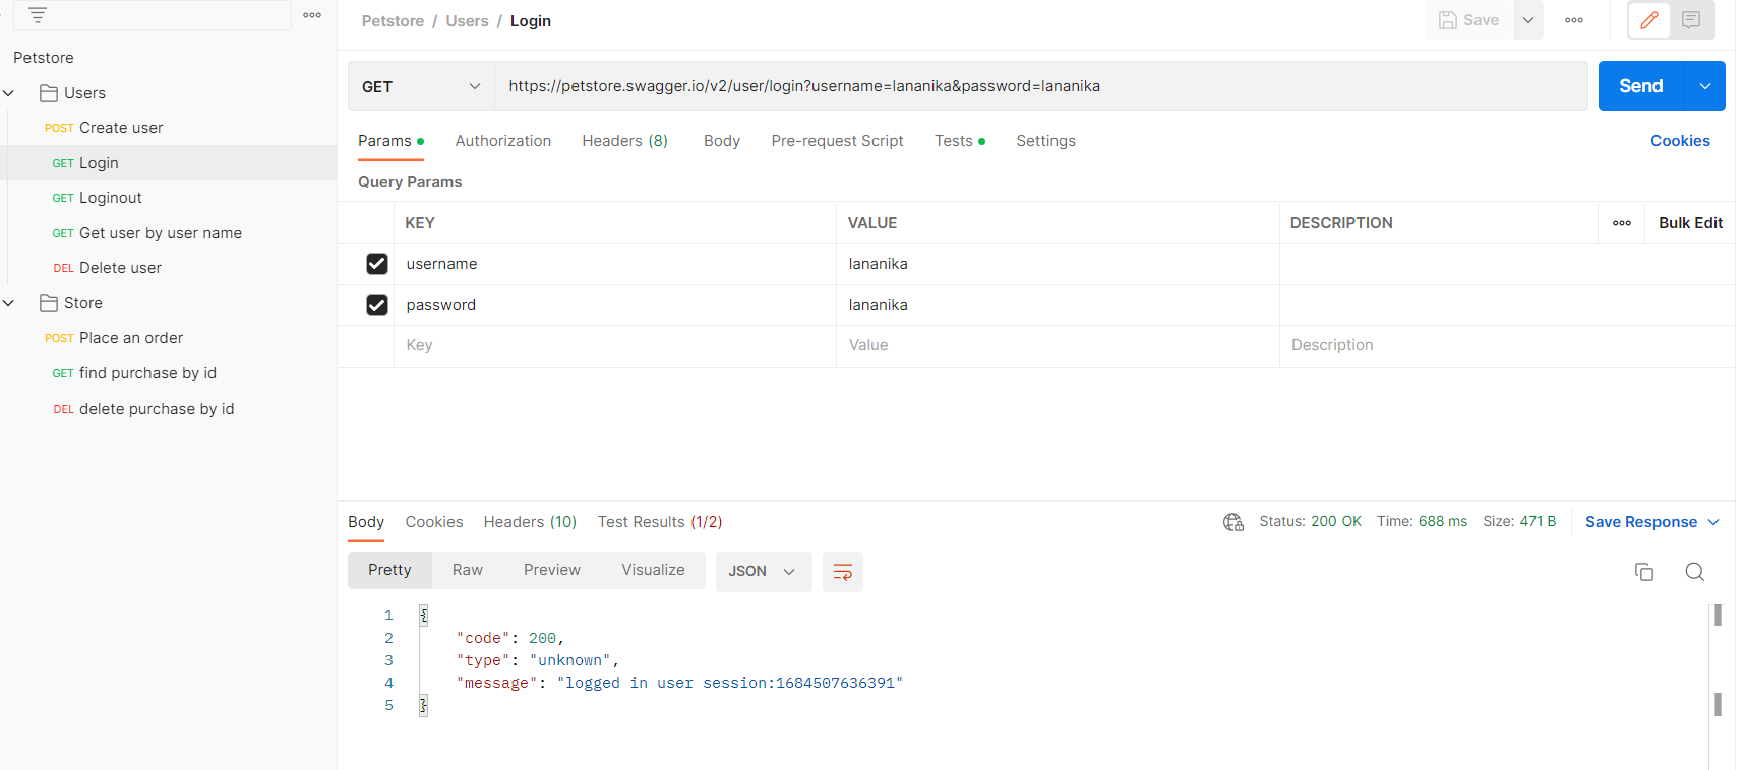 Petstore / Users / Login
Save
Petstore
Users
POST Create user
GET Login
GET Loginout
GET Get user by user name
DEL Delete user
Store
POST Place an order
GET find purchase by id
DEL delete purchase by id
GET https://petstore.swagger.io/v2/user/login?username=lananika&password=lananika Send
Params Authorization Headers (8) Body Pre-request Script Tests Settings Cookies
Query Params
KEY VALUE DESCRIPTION Bulk Edit
username lananika
password lananika
Key Value Description
Body Cookies Headers (10) Test Results (1/2) Status: 200 OK Time: 688 ms Size: 471 B Save Response
Pretty Raw Preview Visualize JSON
1 {
2 "code": 200,
3 "type": "unknown",
4 "message": "logged in user session:1684507636391"
5 }